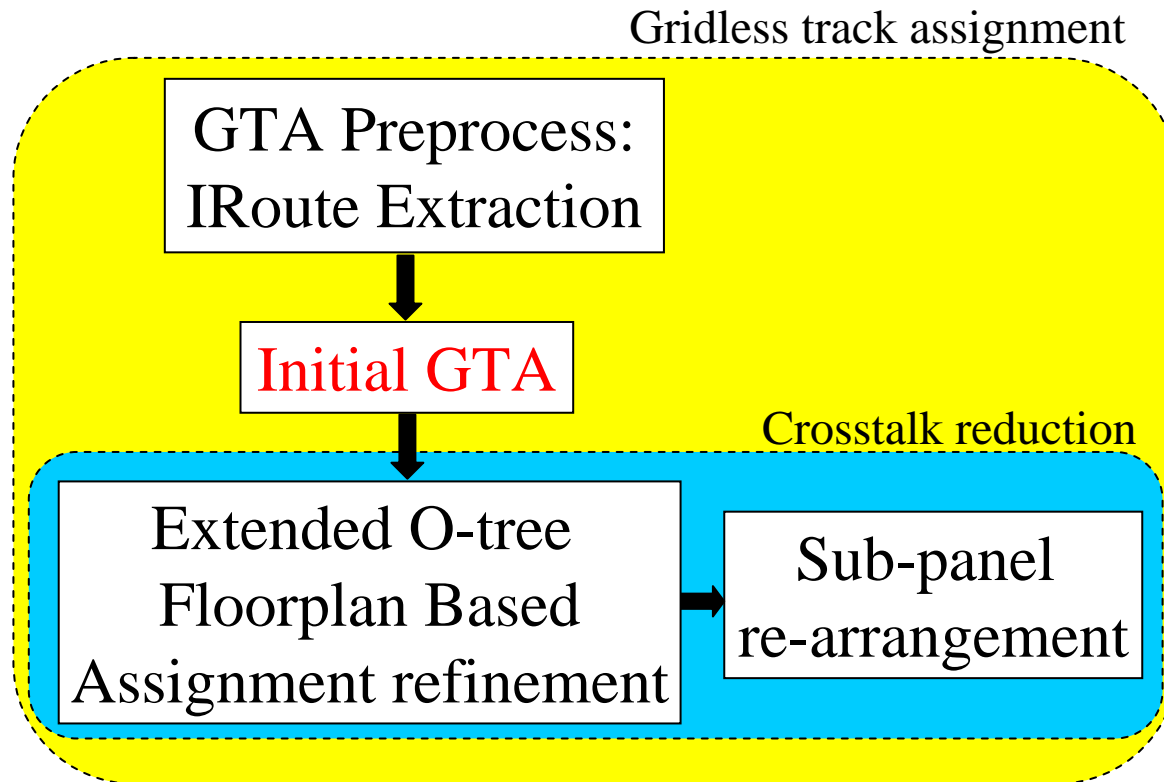 Gridless track assignment
GTA Preprocess:
IRoute Extraction
Initial GTA
Crosstalk reduction
Extended O-tree
Floorplan Based
Assignment refinement
Sub-panel
re-arrangement